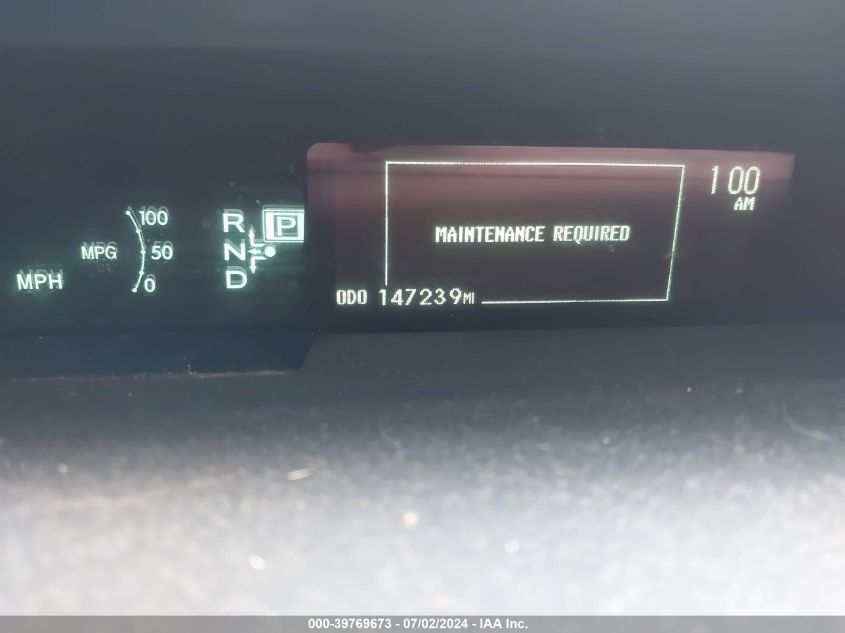 100
MPG 50
MPH 0
R P
N
D
MAINTENANCE REQUIRED
ODO 147239MI
1 00
AM
000-39769673 - 07/02/2024 - IAA Inc.